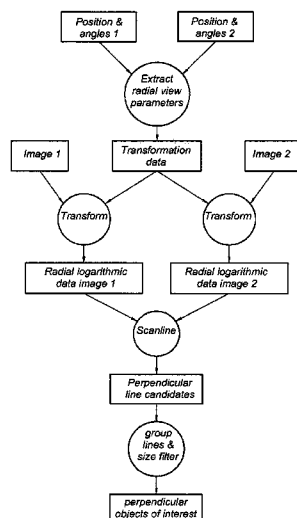 Position &
angles 1
Position &
angles 2
Extract
radial view
parameters
Image 1
Transformation
data
Image 2
Transform
Transform
Radial logarithmic
data image 1
Radial logarithmic
data image 2
Scanline
Perpendicular
line candidates
group
lines &
size filter
perpendicular
objects of interest